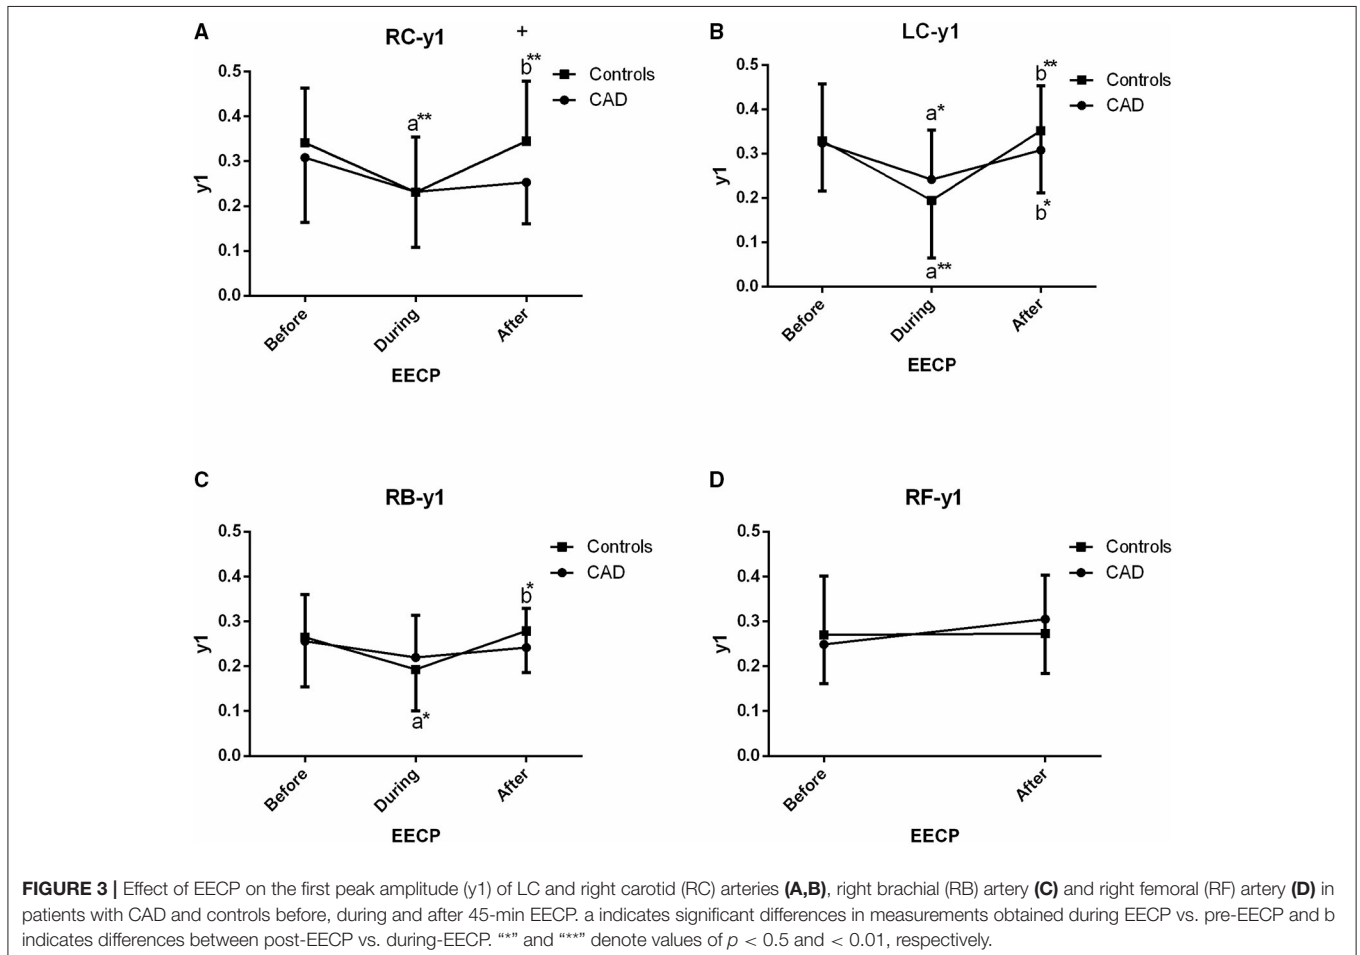 A
RC-y1
+
b**
a**
Controls
CAD
0.5
0.4
0.3
0.2
0.1
0.0
y1
Before
During
After
EECP
B
LC-y1
b**
a*
Controls
CAD
0.5
0.4
0.3
0.2
0.1
0.0
y1
b*
a**
Before
During
After
EECP
C
RB-y1
Controls
CAD
0.5
0.4
0.3
0.2
0.1
0.0
y1
b*
a*
Before
During
After
EECP
D
RF-y1
Controls
CAD
0.5
0.4
0.3
0.2
0.1
0.0
y1
Before
After
EECP
FIGURE 3 | Effect of EECP on the first peak amplitude (y1) of LC and right carotid (RC) arteries (A,B), right brachial (RB) artery (C) and right femoral (RF) artery (D) in
patients with CAD and controls before, during and after 45-min EECP. a indicates significant differences in measurements obtained during EECP vs. pre-EECP and b
indicates differences between post-EECP vs. during-EECP. “*” and “**” denote values of p < 0.5 and < 0.01, respectively.